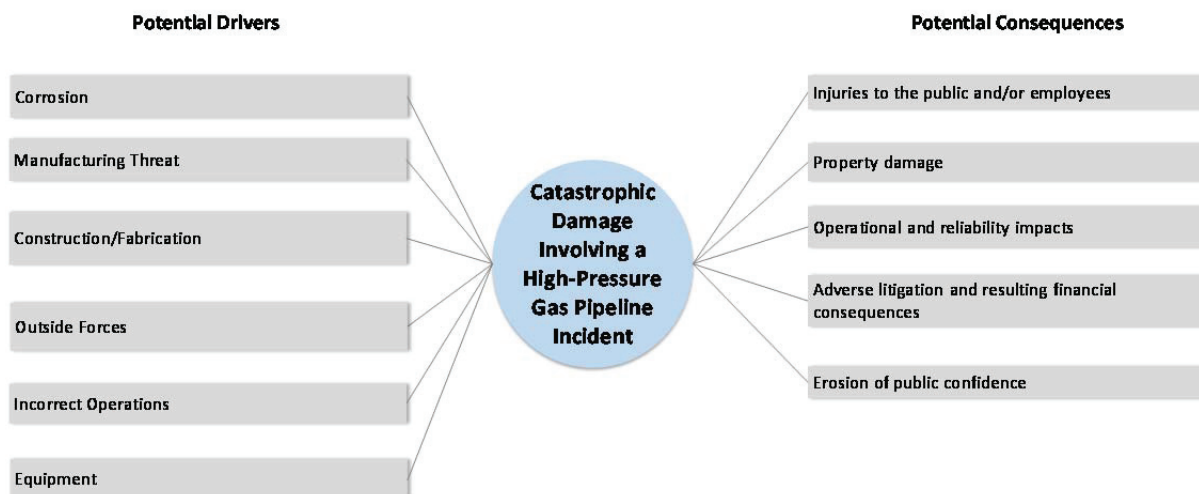 Potential Drivers
Corrosion
Manufacturing Threat
Construction/Fabrication
Outside Forces
Incorrect Operations
Equipment
Catastrophic
Damage
Involving a
High-Pressure
Gas Pipeline
Incident
Potential Consequences
Injuries to the public and/or employees
Property damage
Operational and reliability impacts
Adverse litigation and resulting financial
consequences
Erosion of public confidence